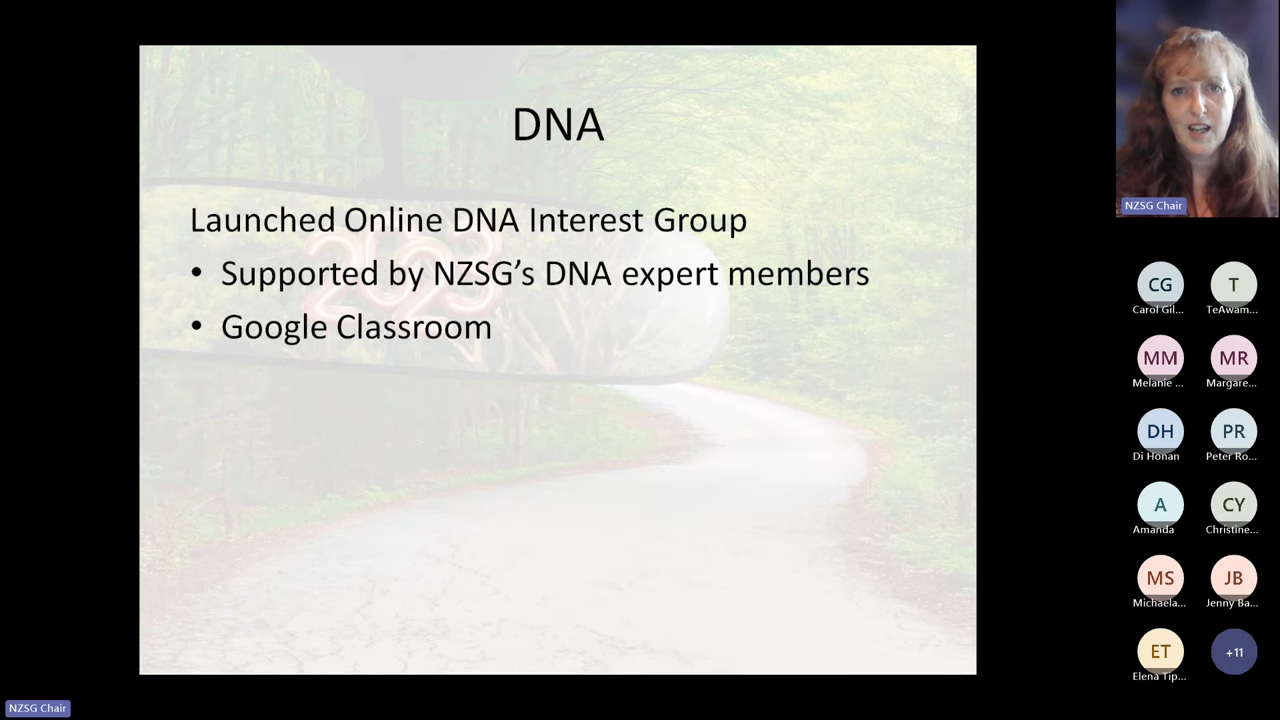 DNA
Launched Online DNA Interest Group
• Supported by NZSG’s DNA expert members
• Google Classroom
2023
NZSG Chair
CG
T
Carol Gil...
TeAwam...
MM
MR
Melanie ...
Margare...
DH
PR
Di Honan
Peter Ro...
A
CY
Amanda
Christine...
MS
JB
Michaela...
Jenny Ba...
ET
+11
Elena Tip...
NZSG Chair